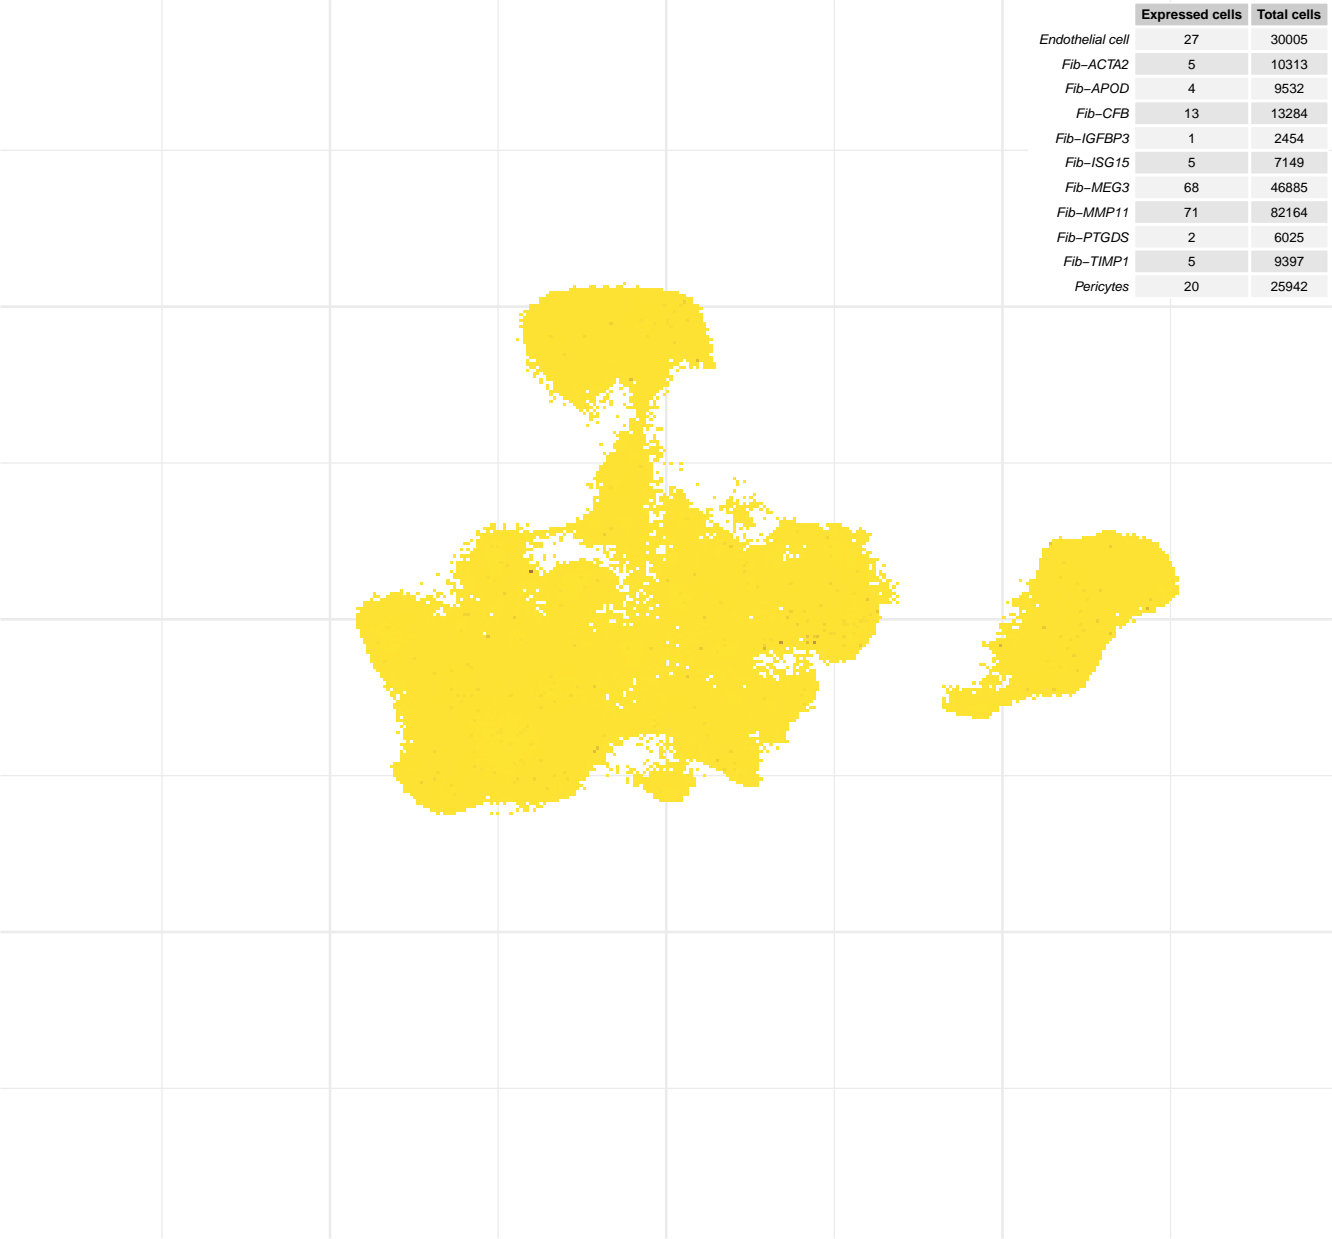 Expressed cells Total cells
Endothelial cell 27 30005
Fib−ACTA2 5 10313
Fib−APOD 4 9532
Fib−CFB 13 13284
Fib−IGFBP3 1 2454
Fib−ISG15 5 7149
Fib−MEG3 68 46885
Fib−MMP11 71 82164
Fib−PTGDS 2 6025
Fib−TIMP1 5 9397
Pericytes 20 25942